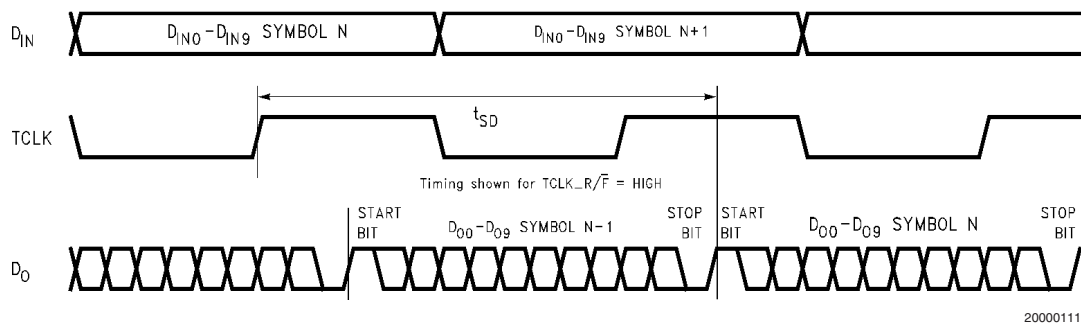 D_IN
D_IN0–D_IN9 SYMBOL N
D_IN0–D_IN9 SYMBOL N+1
t_SD
TCLK
Timing shown for TCLK_R/F̅ = HIGH
START BIT
D_O0–D_O9 SYMBOL N-1
STOP BIT
START BIT
D_O0–D_O9 SYMBOL N
STOP BIT
D_O
20000111